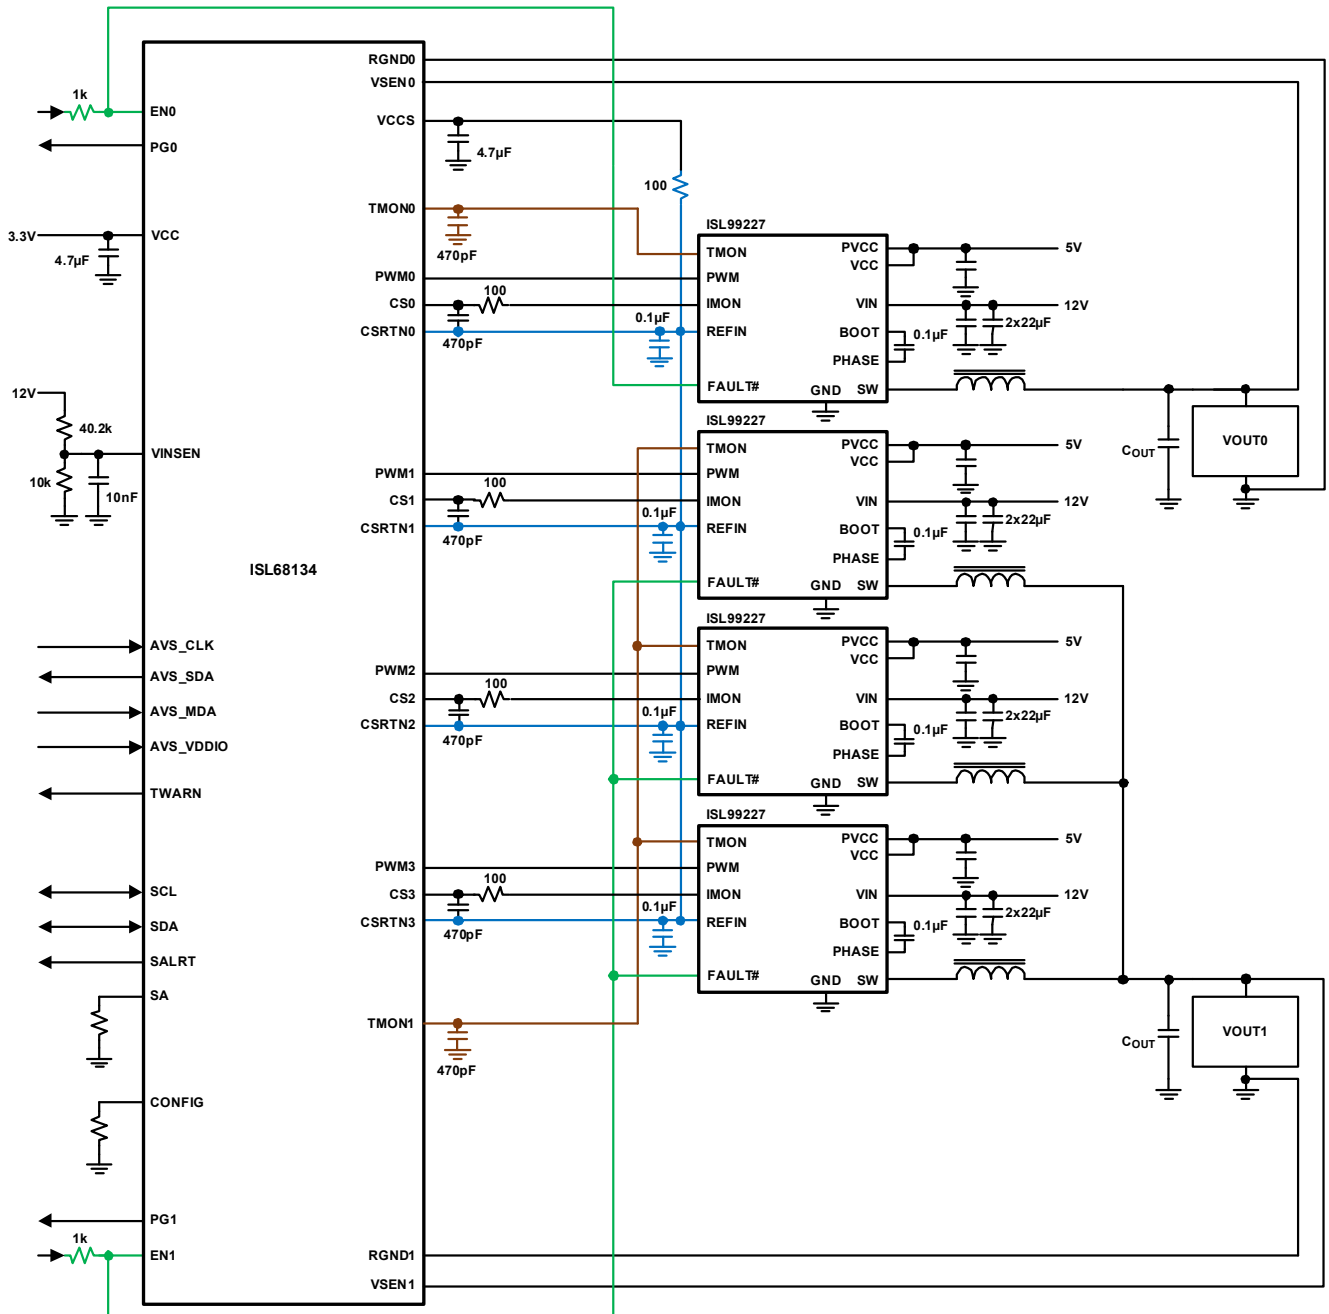 RGND0
VSEN0
1k
EN0
VCCS
PG0
4.7µF
100
TMON0
ISL99227
3.3V
VCC
470pF
TMON
PVCC
5V
VCC
4.7µF
PWM0
PWM
100
CS0
IMON
VIN
12V
0.1µF
2x22µF
CSRTN0
REFIN
BOOT
0.1µF
470pF
PHASE
FAULT#
GND
SW
12V
ISL99227
40.2k
VOUT0
COUT
TMON
PVCC
5V
VINSEN
VCC
PWM1
PWM
10k
100
10nF
CS1
IMON
VIN
12V
0.1µF
2x22µF
CSRTN1
REFIN
BOOT
0.1µF
470pF
PHASE
ISL68134
FAULT#
GND
SW
ISL99227
AVS_CLK
TMON
PVCC
5V
VCC
AVS_SDA
PWM2
PWM
100
CS2
IMON
VIN
12V
AVS_MDA
0.1µF
2x22µF
CSRTN2
REFIN
BOOT
0.1µF
470pF
AVS_VDDIO
PHASE
FAULT#
GND
SW
TWARN
ISL99227
TMON
PVCC
5V
VCC
PWM3
PWM
100
SCL
CS3
IMON
VIN
12V
0.1µF
2x22µF
CSRTN3
REFIN
BOOT
0.1µF
SDA
470pF
PHASE
SALRT
FAULT#
GND
SW
SA
TMON1
VOUT1
COUT
470pF
CONFIG
PG1
1k
EN1
RGND1
VSEN1